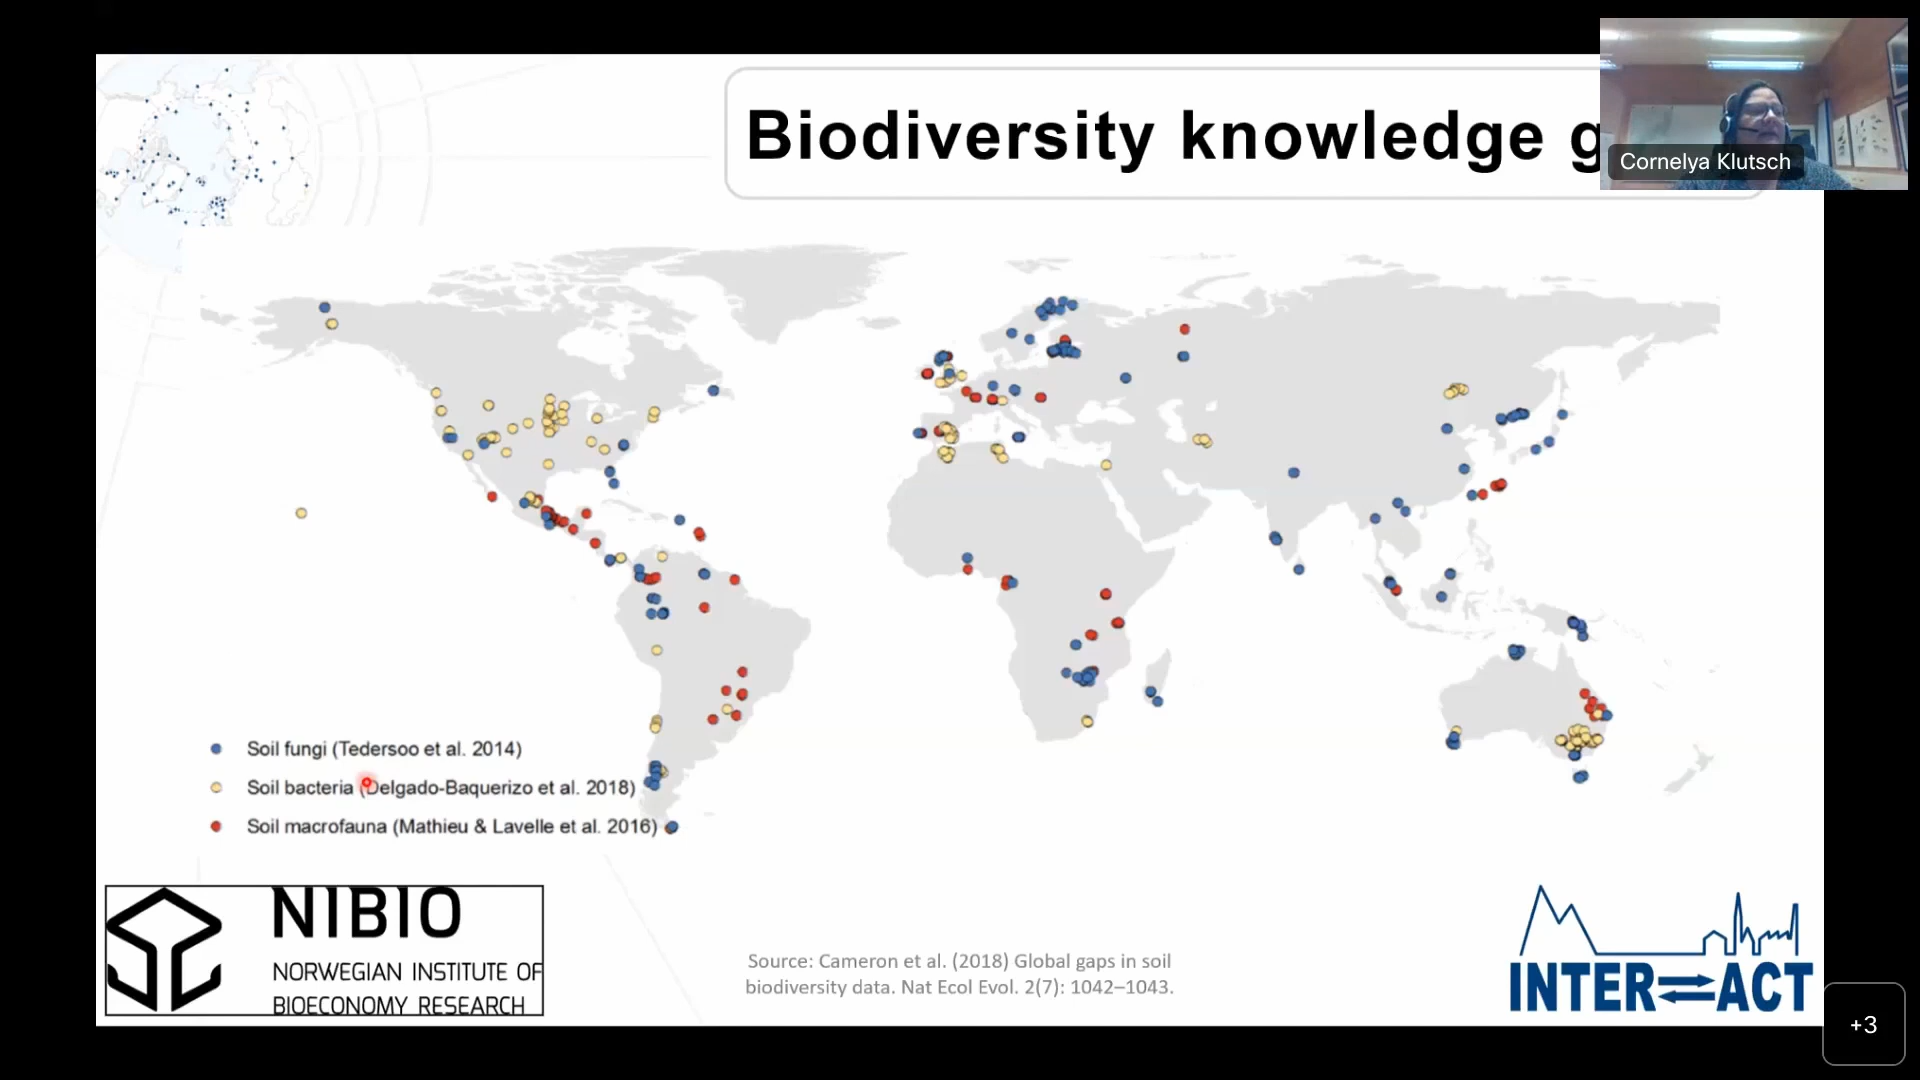 Biodiversity knowledge g
Cornelya Klutsch
Soil fungi (Tedersoo et al. 2014)
Soil bacteria (Delgado-Baquerizo et al. 2018)
Soil macrofauna (Mathieu & Lavelle et al. 2016)
NIBIO
NORWEGIAN INSTITUTE OF
BIOECONOMY RESEARCH
Source: Cameron et al. (2018) Global gaps in soil
biodiversity data. Nat Ecol Evol. 2(7): 1042–1043.
INTER ACT
+3